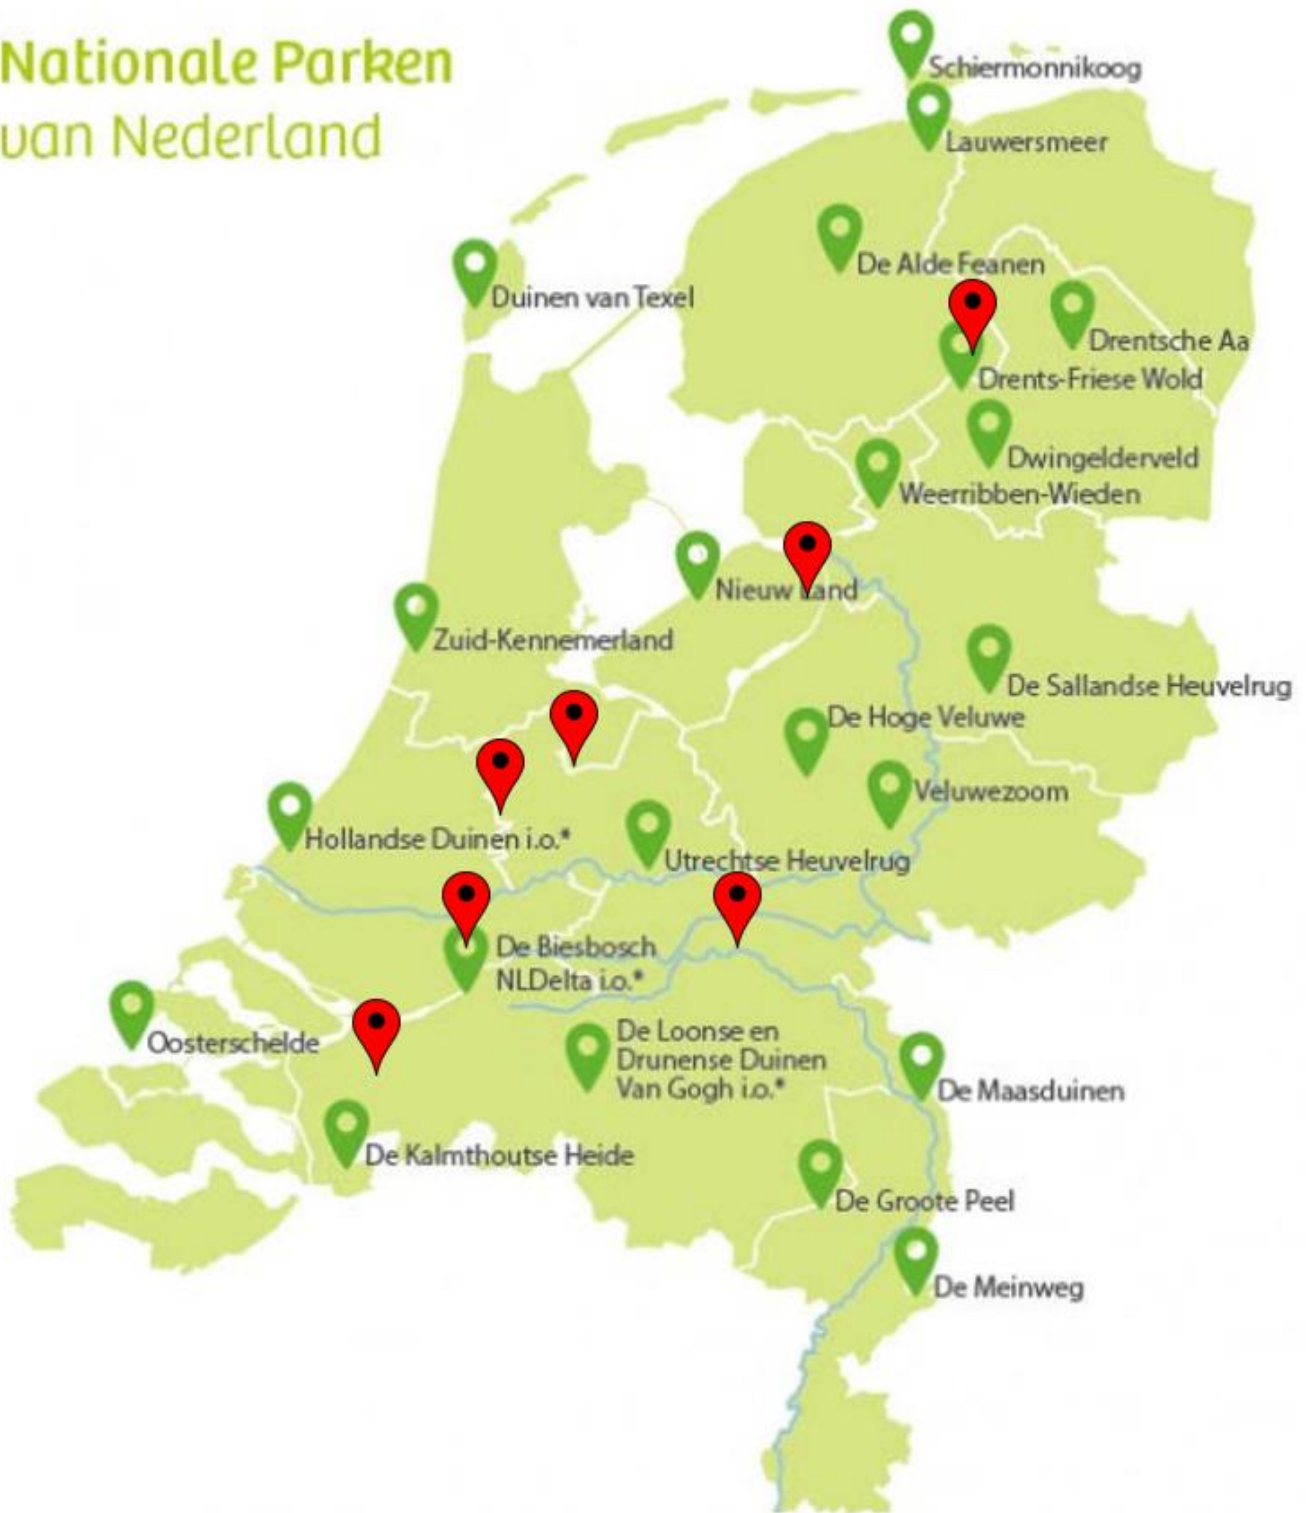 Nationale Parken
van Nederland
Schiermonnikoog
Lauwersmeer
De Alde Feanen
Duinen van Texel
Drentsche Aa
Drents-Friese Wold
Dwingelderveld
Weerribben-Wieden
Nieuw Land
Zuid-Kennemerland
De Sallandse Heuvelrug
De Hoge Veluwe
Veluwezoom
Hollandse Duinen i.o.*
Utrechtse Heuvelrug
De Biesbosch
NLDelta i.o.*
Oosterschelde
De Loonse en
Drunense Duinen
Van Gogh i.o.*
De Maasduinen
De Kalmthoutse Heide
De Groote Peel
De Meinweg